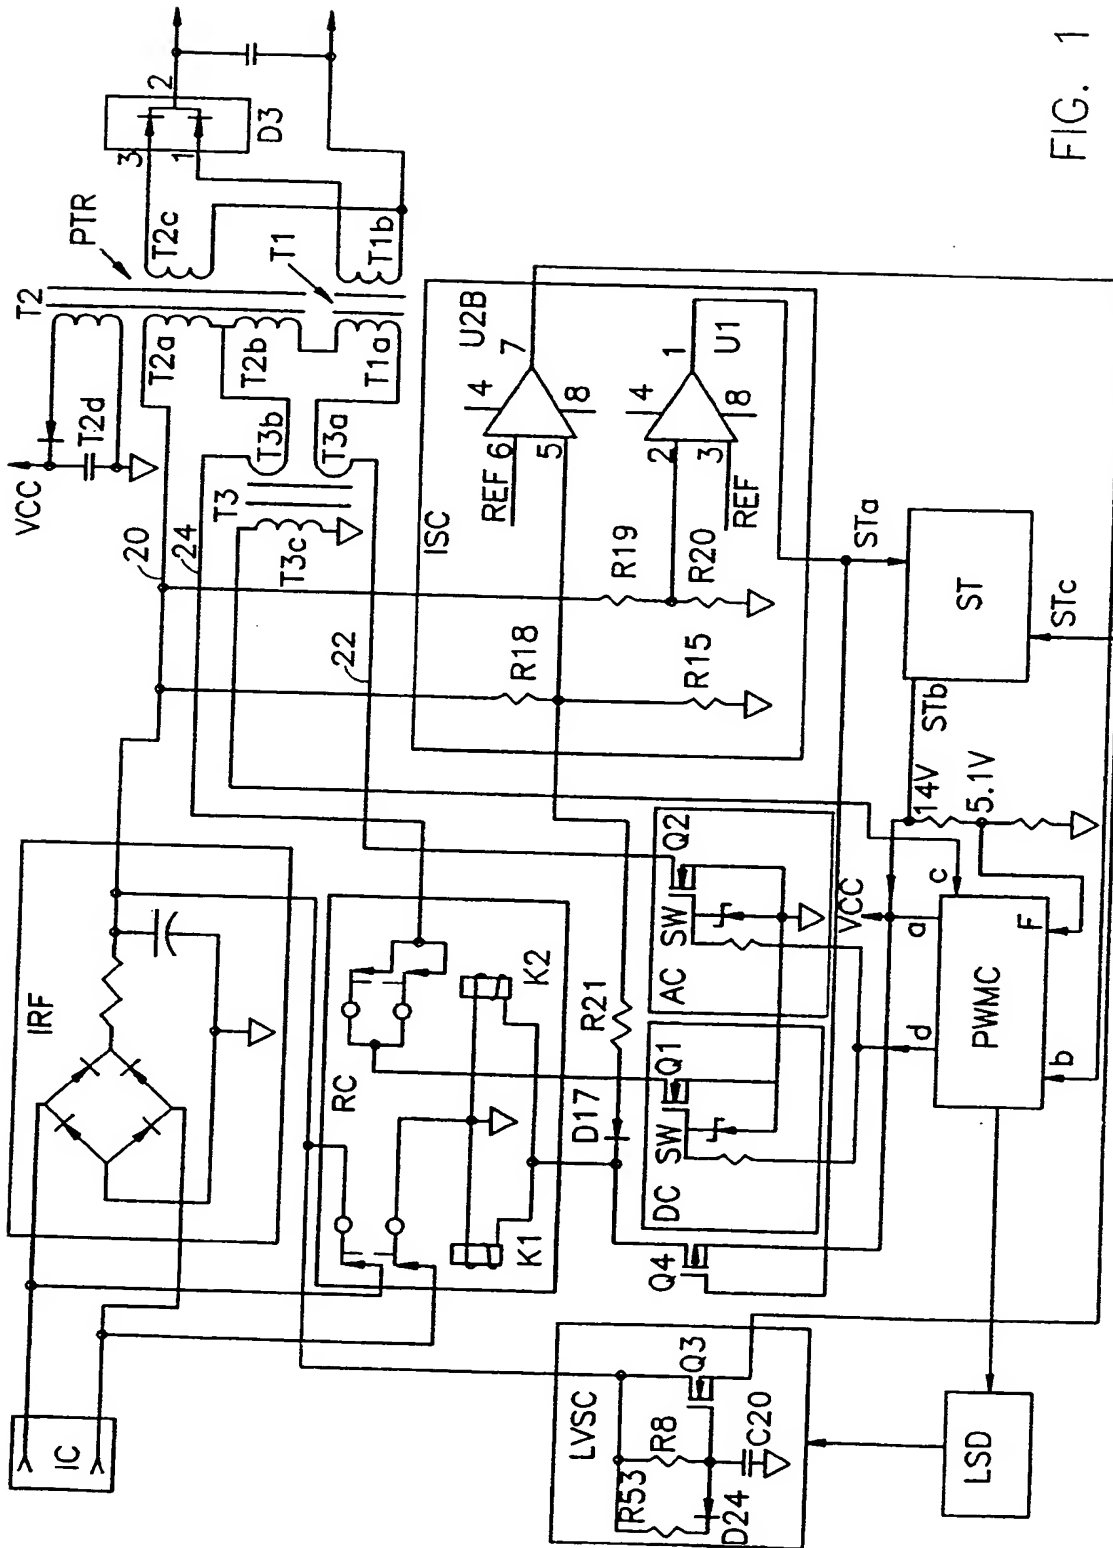 IC
IRF
RC
K1
K2
VCC
T2
T2d
T2a
T2b
PTR
T2c
T1
T1a
T1b
3
1
2
D3
20
24
22
T3
T3c
T3b
T3a
ISC
U2B
REF
6
5
4
8
7
U1
2
3
REF
4
8
1
R18
R15
R19
R20
R21
D17
Q4
DC
SW
Q1
AC
SW
Q2
VCC
LVSC
R53
R8
Q3
D24
C20
LSD
PWMC
a
b
c
d
F
14V
5.1V
ST
STa
STb
STc
FIG. 1